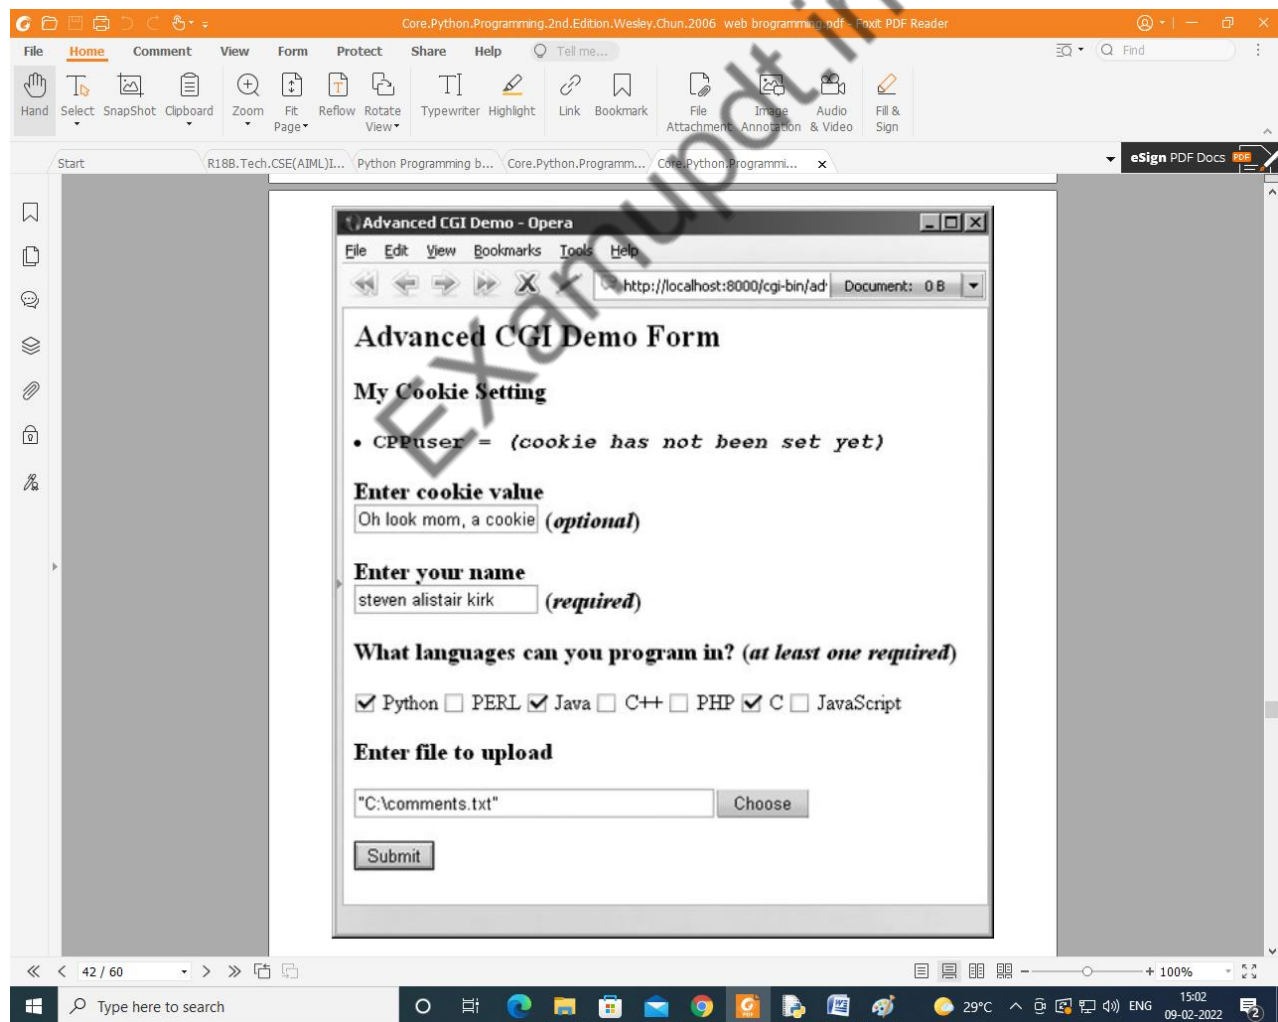 Core.Python.Programming.2nd.Edition.Wesley.Chun.2006 web brogramming.pdf - Foxit PDF Reader
File Home Comment View Form Protect Share Help Tell me... Find
Hand Select SnapShot Clipboard Zoom Fit Page Reflow Rotate View Typewriter Highlight Link Bookmark File Attachment Image Annotation Audio & Video Fill & Sign
Start R18B.Tech.CSE(AIML)I... Python Programming b... Core.Python.Programm... Core.Python.Programmi... x eSign PDF Docs PDF
Examupdt.in
Advanced CGI Demo - Opera
File Edit View Bookmarks Tools Help
http://localhost:8000/cgi-bin/ad Document: 0 B
Advanced CGI Demo Form
My Cookie Setting
• CPPuser = (cookie has not been set yet)
Enter cookie value
Oh look mom, a cookie (optional)
Enter your name
steven alistair kirk (required)
What languages can you program in? (at least one required)
Python PERL Java C++ PHP C JavaScript
Enter file to upload
"C:\comments.txt" Choose
Submit
42 / 60 100%
Type here to search 29°C ENG 15:02
09-02-2022 2